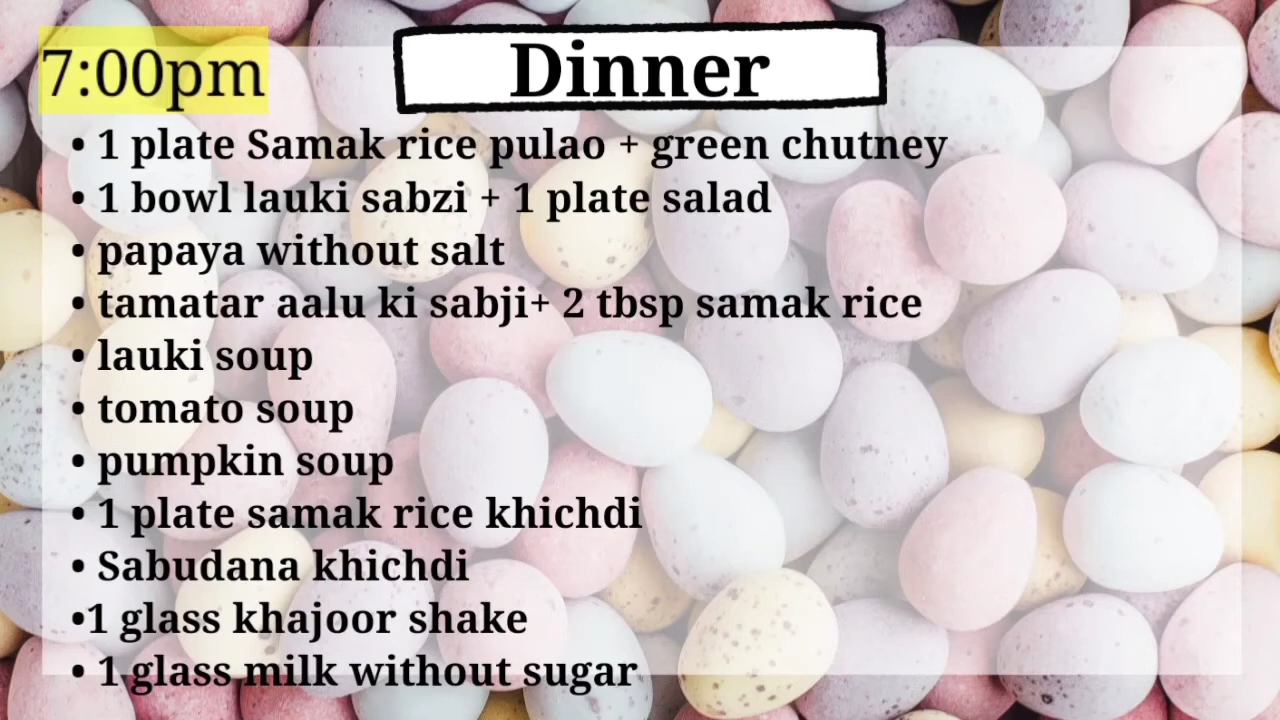 7:00pm
Dinner
• 1 plate Samak rice pulao + green chutney
• 1 bowl lauki sabzi + 1 plate salad
• papaya without salt
• tamatar aalu ki sabji+ 2 tbsp samak rice
• lauki soup
• tomato soup
• pumpkin soup
• 1 plate samak rice khichdi
• Sabudana khichdi
•1 glass khajoor shake
• 1 glass milk without sugar